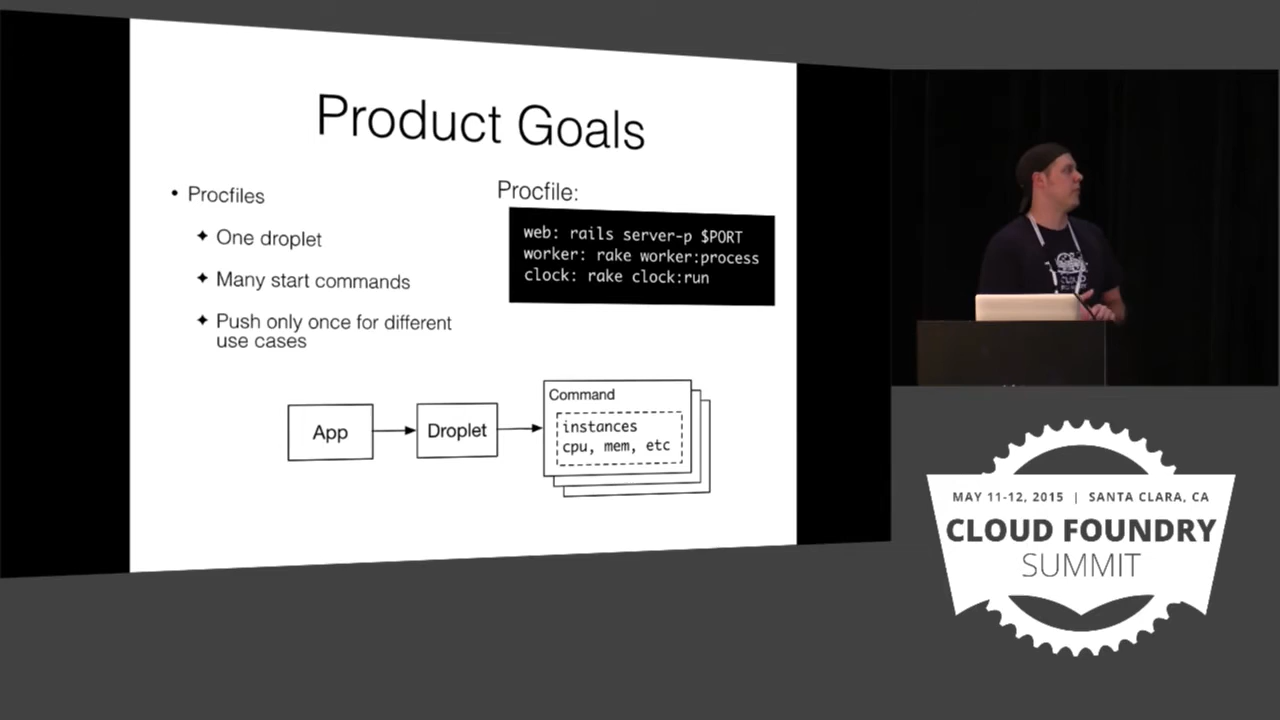 Product Goals
• Procfiles
✦ One droplet
✦ Many start commands
✦ Push only once for different
use cases
Procfile:
web: rails server-p $PORT
worker: rake worker:process
clock: rake clock:run
App
Droplet
Command
instances
cpu, mem, etc
CLOUD
MAY 11-12, 2015 | SANTA CLARA, CA
CLOUD FOUNDRY
SUMMIT